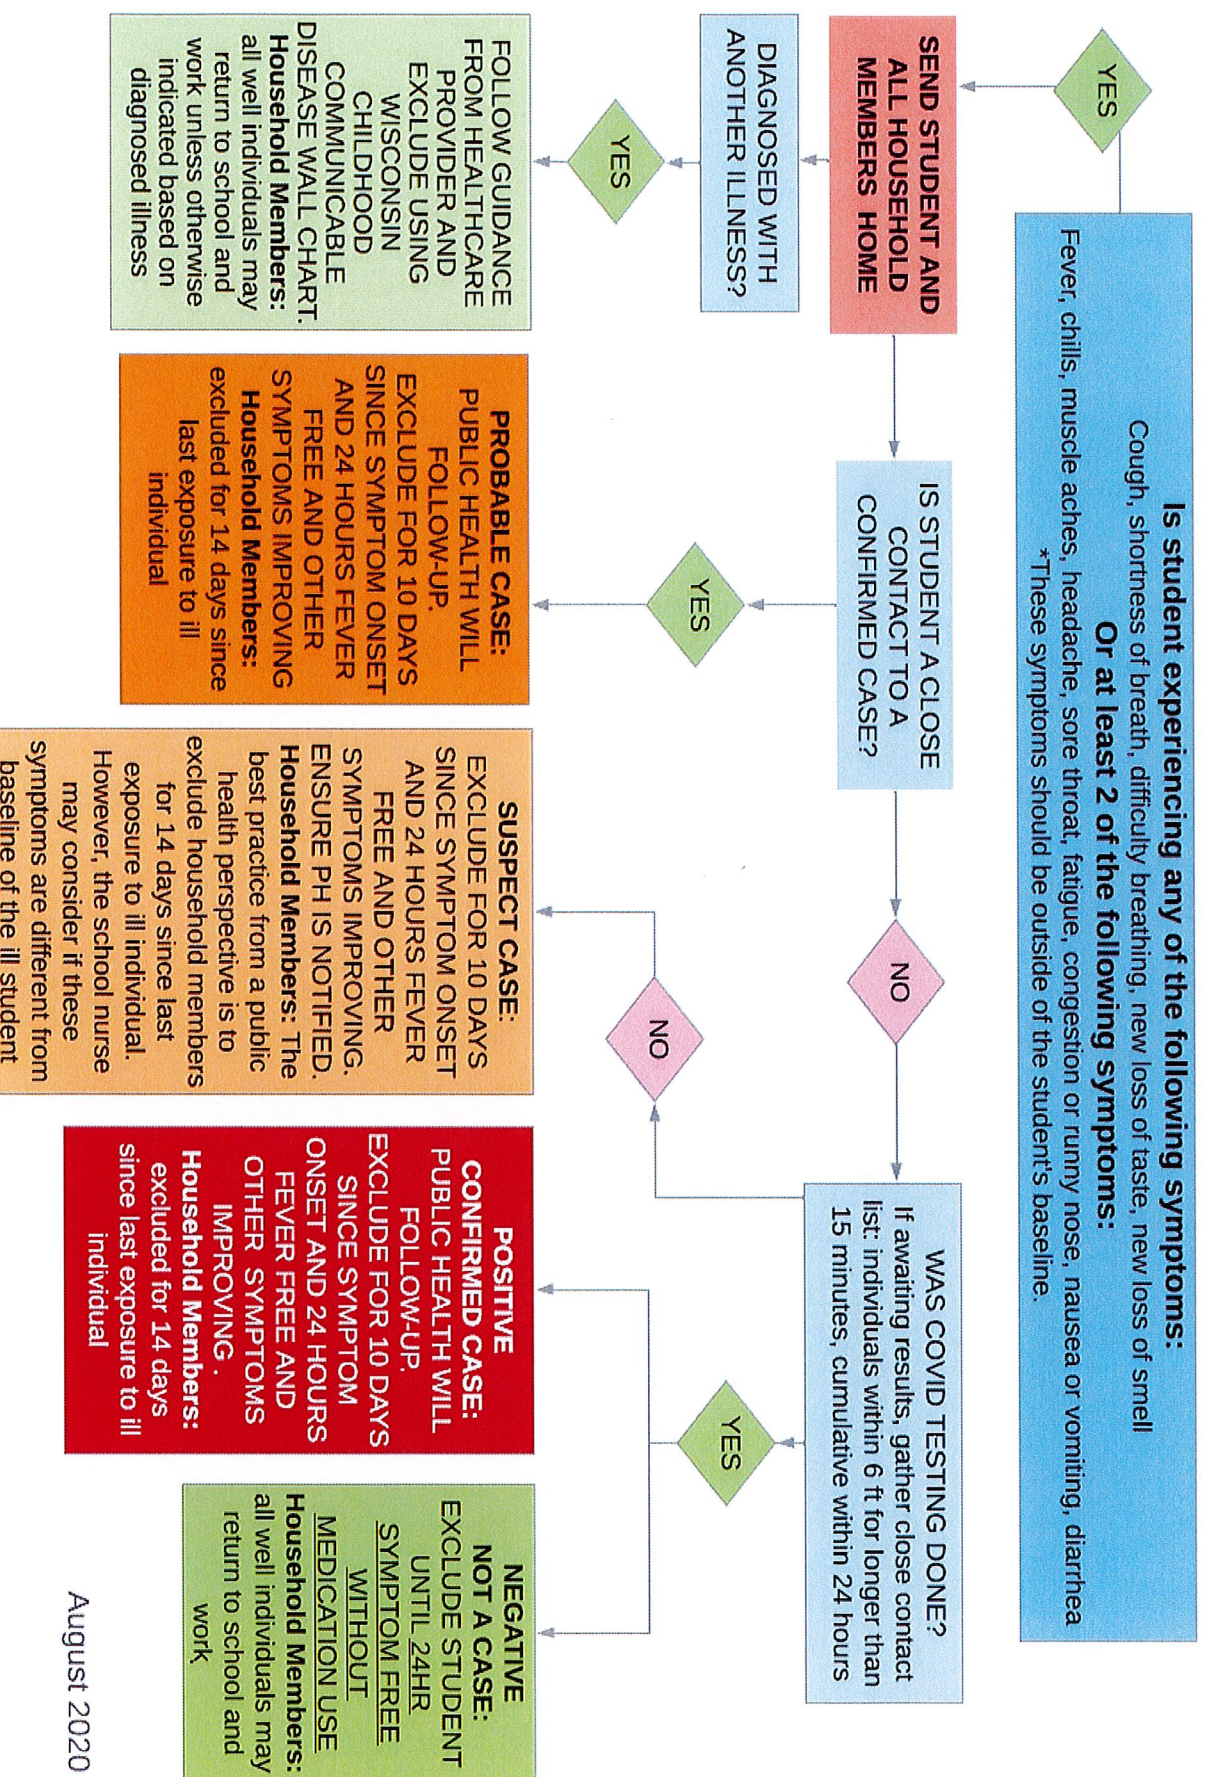 Is student experiencing any of the following symptoms:
Cough, shortness of breath, difficulty breathing, new loss of taste, new loss of smell
Or at least 2 of the following symptoms:
Fever, chills, muscle aches, headache, sore throat, fatigue, congestion or runny nose, nausea or vomiting, diarrhea
*These symptoms should be outside of the student's baseline.
YES
SEND STUDENT AND
ALL HOUSEHOLD
MEMBERS HOME
IS STUDENT A CLOSE
CONTACT TO A
CONFIRMED CASE?
NO
WAS COVID TESTING DONE?
If awaiting results, gather close contact
list: individuals within 6 ft for longer than
15 minutes, cumulative within 24 hours
DIAGNOSED WITH
ANOTHER ILLNESS?
YES
YES
NO
YES
FOLLOW GUIDANCE
FROM HEALTHCARE
PROVIDER AND
EXCLUDE USING
WISCONSIN
CHILDHOOD
COMMUNICABLE
DISEASE WALL CHART.
Household Members:
all well individuals may
return to school and
work unless otherwise
indicated based on
diagnosed illness
PROBABLE CASE:
PUBLIC HEALTH WILL
FOLLOW-UP.
EXCLUDE FOR 10 DAYS
SINCE SYMPTOM ONSET
AND 24 HOURS FEVER
FREE AND OTHER
SYMPTOMS IMPROVING
Household Members:
excluded for 14 days since
last exposure to ill
individual
SUSPECT CASE:
EXCLUDE FOR 10 DAYS
SINCE SYMPTOM ONSET
AND 24 HOURS FEVER
FREE AND OTHER
SYMPTOMS IMPROVING.
ENSURE PH IS NOTIFIED.
Household Members: The
best practice from a public
health perspective is to
exclude household members
for 14 days since last
exposure to ill individual.
However, the school nurse
may consider if these
symptoms are different from
baseline of the ill student
POSITIVE
CONFIRMED CASE:
PUBLIC HEALTH WILL
FOLLOW-UP.
EXCLUDE FOR 10 DAYS
SINCE SYMPTOM
ONSET AND 24 HOURS
FEVER FREE AND
OTHER SYMPTOMS
IMPROVING .
Household Members:
excluded for 14 days
since last exposure to ill
individual
NEGATIVE
NOT A CASE:
EXCLUDE STUDENT
UNTIL 24HR
SYMPTOM FREE
WITHOUT
MEDICATION USE
Household Members:
all well individuals may
return to school and
work
August 2020